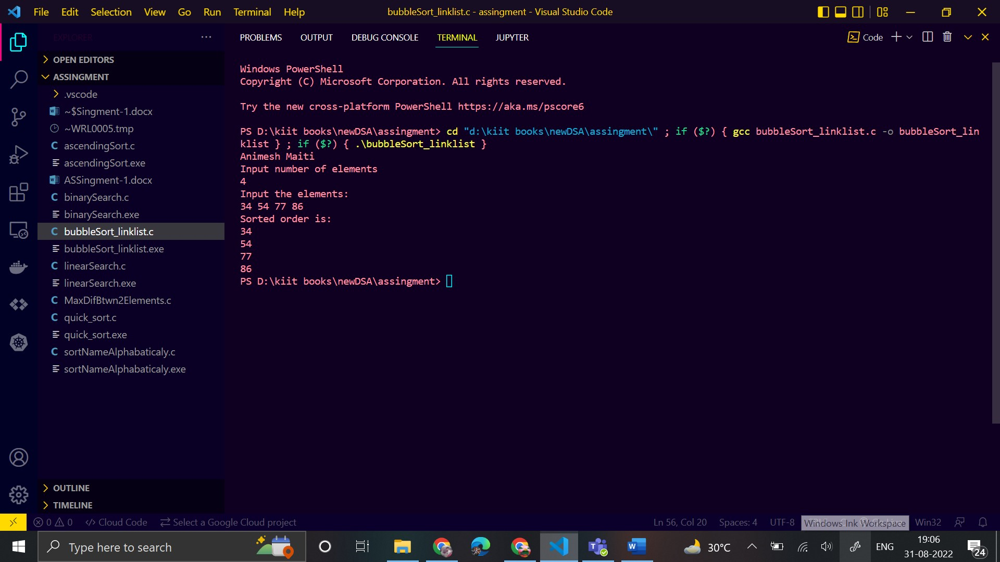 File Edit Selection View Go Run Terminal Help
bubbleSort_linklist.c - assingment - Visual Studio Code
EXPLORER
OPEN EDITORS
ASSINGMENT
.vscode
~$Singment-1.docx
~WRL0005.tmp
ascendingSort.c
ascendingSort.exe
ASSingment-1.docx
binarySearch.c
binarySearch.exe
bubbleSort_linklist.c
bubbleSort_linklist.exe
linearSearch.c
linearSearch.exe
MaxDifBtwn2Elements.c
quick_sort.c
quick_sort.exe
sortNameAlphabaticaly.c
sortNameAlphabaticaly.exe
OUTLINE
TIMELINE
PROBLEMS OUTPUT DEBUG CONSOLE TERMINAL JUPYTER
Code
Windows PowerShell
Copyright (C) Microsoft Corporation. All rights reserved.
Try the new cross-platform PowerShell https://aka.ms/pscore6
PS D:\kiit books\newDSA\assingment> cd "d:\kiit books\newDSA\assingment\" ; if ($?) { gcc bubbleSort_linklist.c -o bubbleSort_lin
klist } ; if ($?) { .\bubbleSort_linklist }
Animesh Maiti
Input number of elements
4
Input the elements:
34 54 77 86
Sorted order is:
34
54
77
86
PS D:\kiit books\newDSA\assingment>
0 0 Cloud Code Select a Google Cloud project
Ln 56, Col 20 Spaces: 4 UTF-8 Windows Ink Workspace Win32
Type here to search
30°C
ENG
19:06
31-08-2022
24